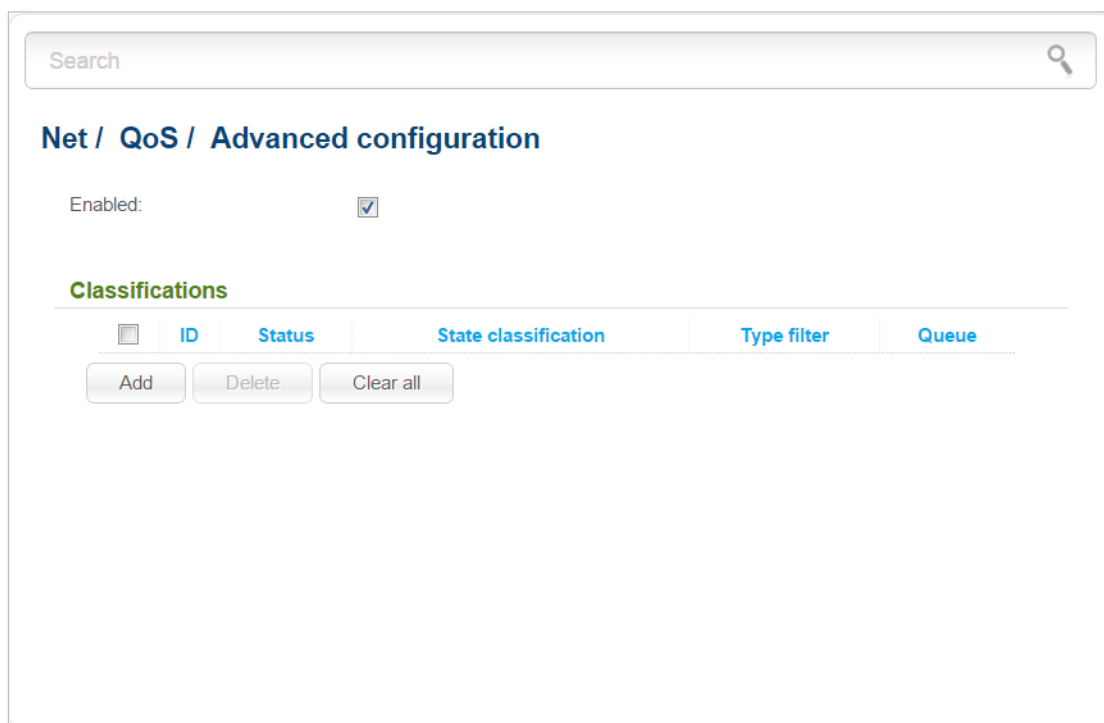 Search
Net / QoS / Advanced configuration
Enabled:
Classifications
ID Status State classification Type filter Queue
Add Delete Clear all